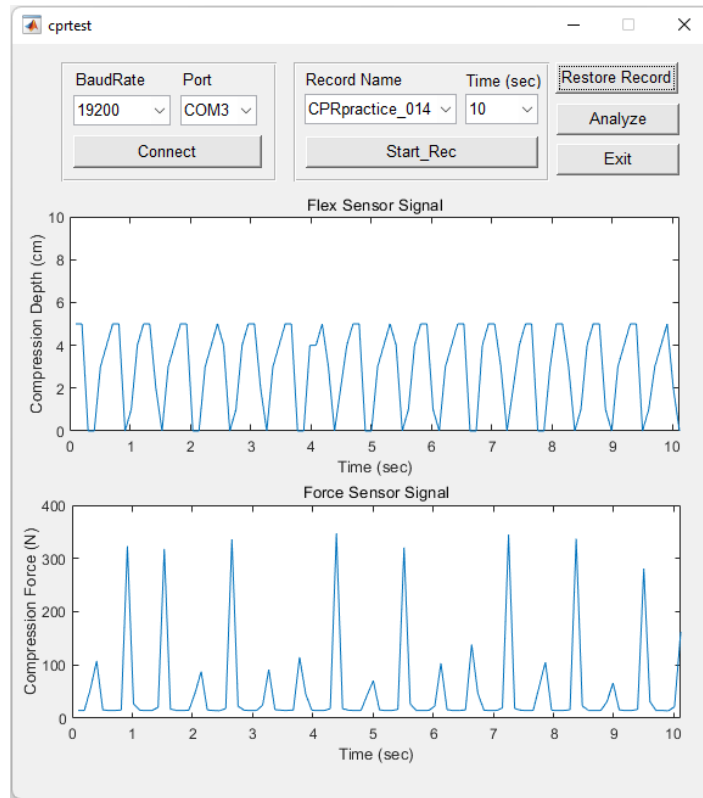 cprtest
BaudRate Port
19200 COM3
Connect
Record Name Time (sec)
CPRpractice_014 10
Start_Rec
Restore Record
Analyze
Exit
Flex Sensor Signal
Compression Depth (cm)
10
8
6
4
2
0
0 1 2 3 4 5 6 7 8 9 10
Time (sec)
Force Sensor Signal
Compression Force (N)
400
300
200
100
0
0 1 2 3 4 5 6 7 8 9 10
Time (sec)